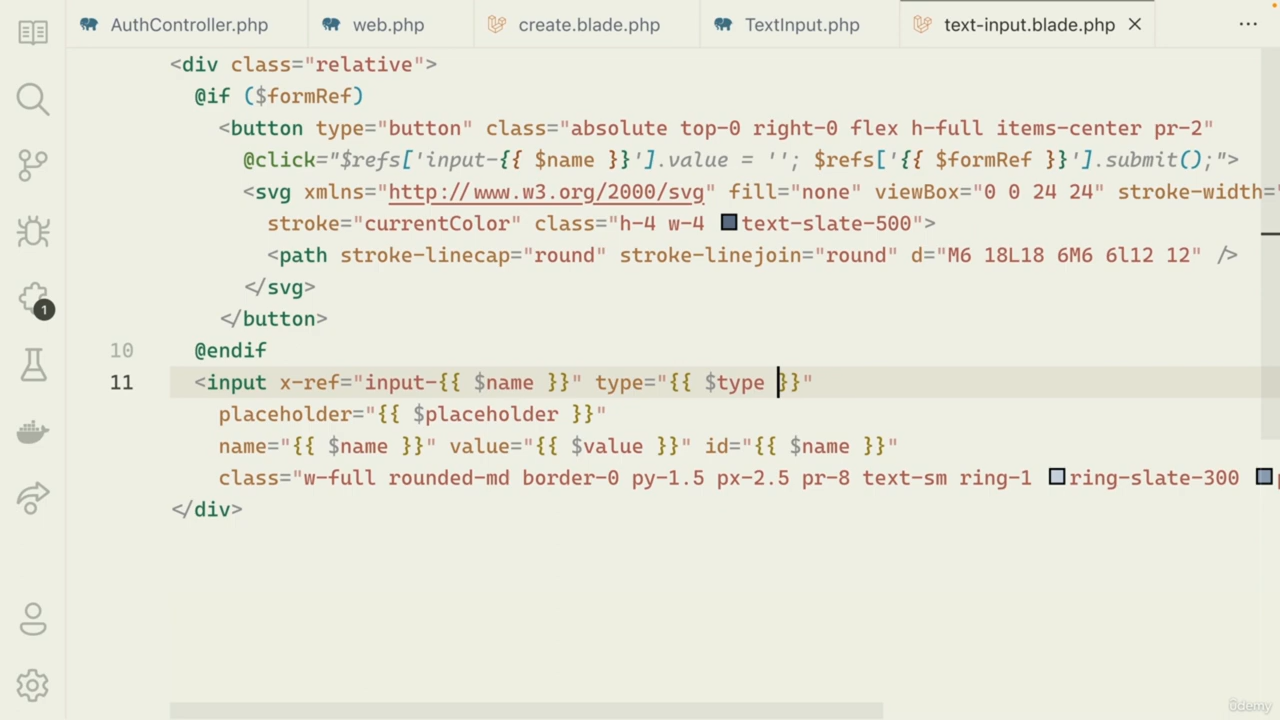 AuthController.php
web.php
create.blade.php
TextInput.php
text-input.blade.php
<div class="relative">
@if ($formRef)
<button type="button" class="absolute top-0 right-0 flex h-full items-center pr-2"
@click="$refs['input-{{ $name }}'].value = ''; $refs['{{ $formRef }}'].submit();">
<svg xmlns="http://www.w3.org/2000/svg" fill="none" viewBox="0 0 24 24" stroke-width="
stroke="currentColor" class="h-4 w-4 text-slate-500">
<path stroke-linecap="round" stroke-linejoin="round" d="M6 18L18 6M6 6l12 12" />
</svg>
</button>
10 @endif
11 <input x-ref="input-{{ $name }}" type="{{ $type }}"
placeholder="{{ $placeholder }}"
name="{{ $name }}" value="{{ $value }}" id="{{ $name }}"
class="w-full rounded-md border-0 py-1.5 px-2.5 pr-8 text-sm ring-1 ring-slate-300
</div>
1
ûdemy